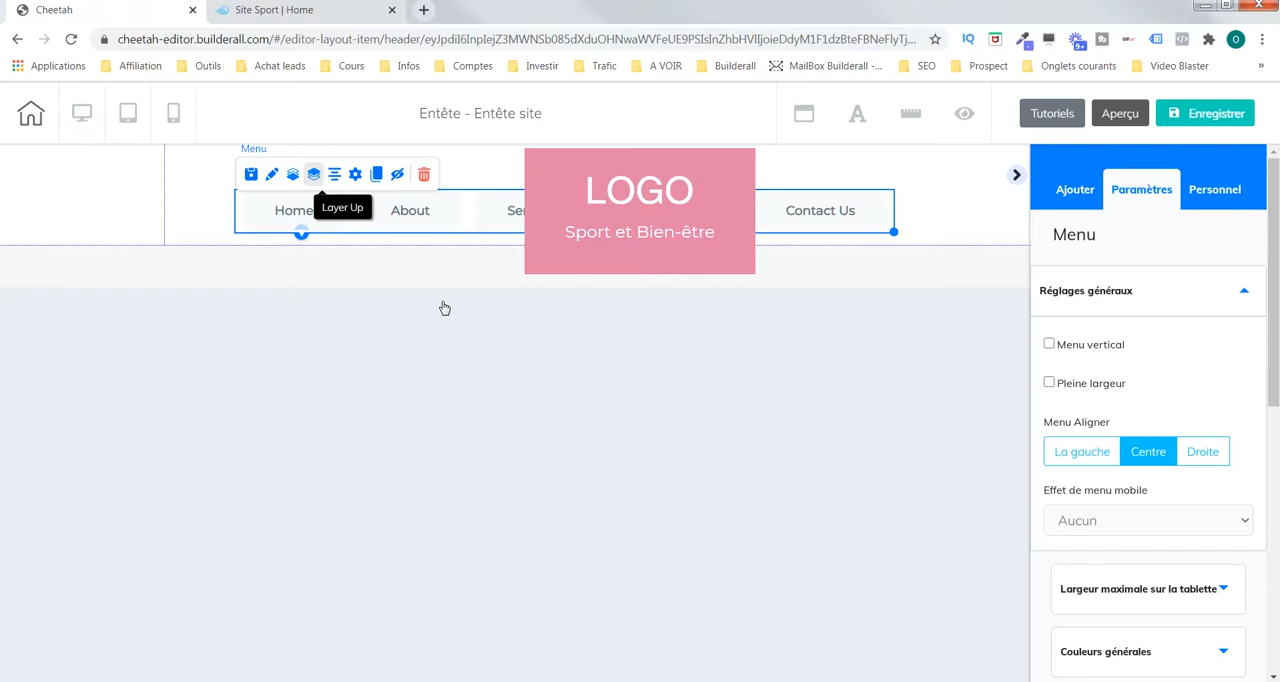 Cheetah
Site Sport | Home
cheetah-editor.builderall.com/#/editor-layout-item/header/
Applications
Affiliation
Outils
Achat leads
Cours
Infos
Comptes
Investir
Trafic
A VOIR
Builderall
MailBox Builderall -...
SEO
Prospect
Onglets courants
Video Blaster
»
Entête - Entête site
Tutoriels
Aperçu
Enregistrer
Menu
Layer Up
Home
About
Se
Contact Us
LOGO
Sport et Bien-être
Ajouter
Paramètres
Personnel
Menu
Réglages généraux
Menu vertical
Pleine largeur
Menu Aligner
La gauche
Centre
Droite
Effet de menu mobile
Aucun
Largeur maximale sur la tablette
Couleurs générales